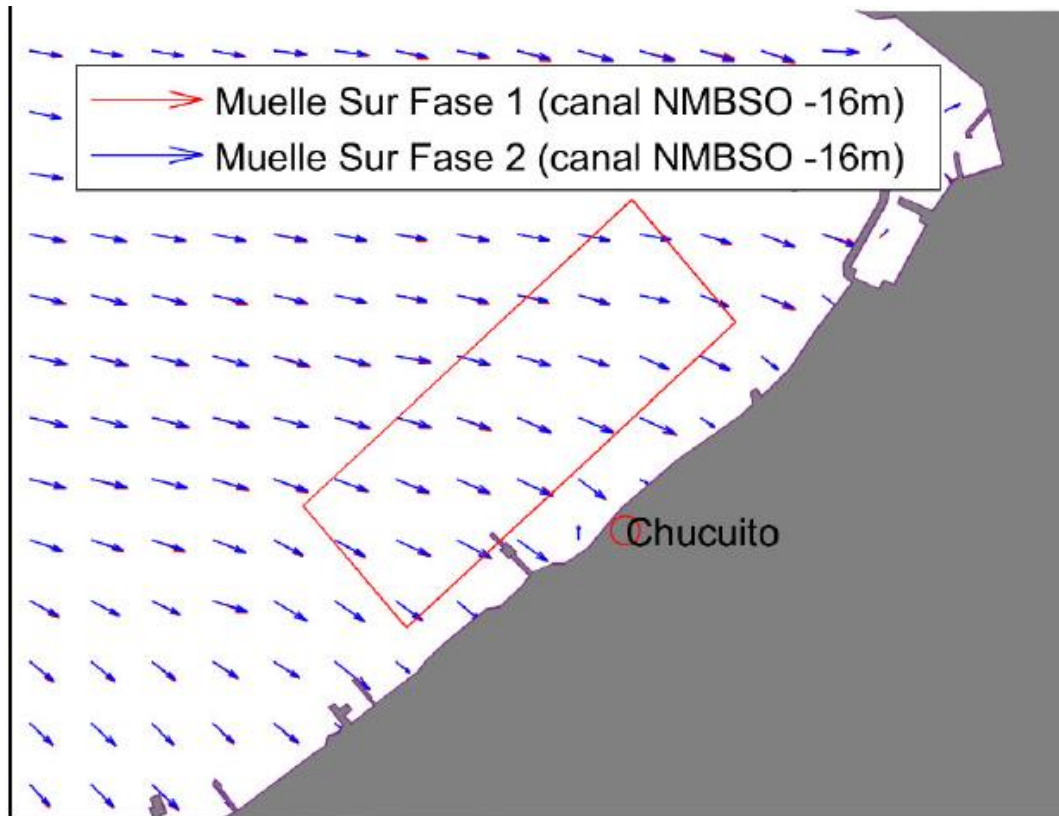 Muelle Sur Fase 1 (canal NMBSO -16m)
Muelle Sur Fase 2 (canal NMBSO -16m)
Chucuito